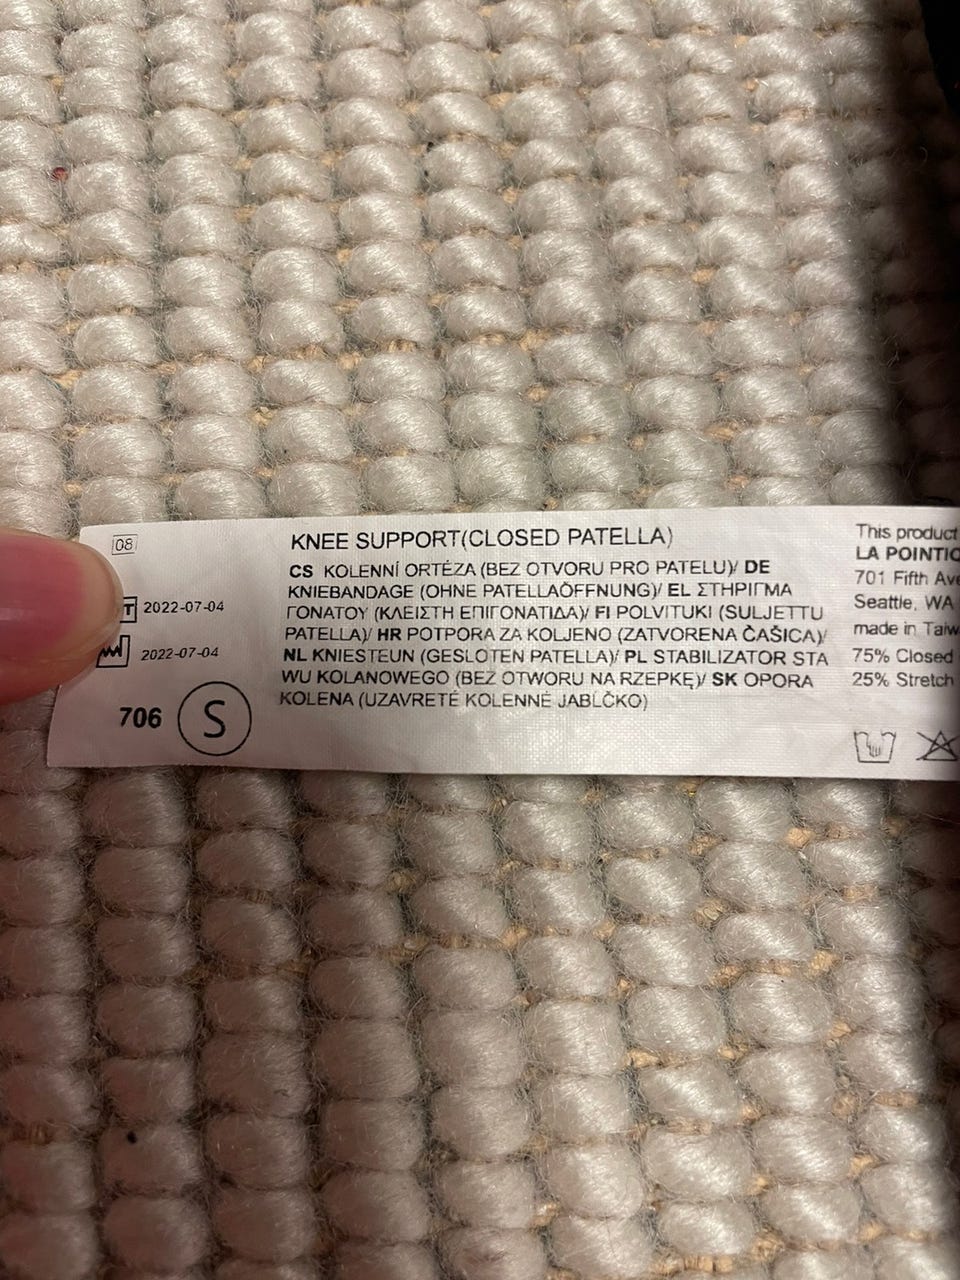 08
2022-07-04
2022-07-04
706 S
KNEE SUPPORT(CLOSED PATELLA)
CS KOLENNÍ ORTÉZA (BEZ OTVORU PRO PATELU)/ DE
KNIEBANDAGE (OHNE PATELLAÖFFNUNG)/ EL ΣΤΗΡΙΓΜΑ
ΓΟΝΑΤΟΥ (ΚΛΕΙΣΤΗ ΕΠΙΓΟΝΑΤΙΔΑ)/ FI POLVITUKI (SULJETTU
PATELLA)/ HR POTPORA ZA KOLJENO (ZATVORENA ČAŠICA)/
NL KNIESTEUN (GESLOTEN PATELLA)/ PL STABILIZATOR STA
WU KOLANOWEGO (BEZ OTWORU NA RZEPKĘ)/ SK OPORA
KOLENA (UZAVRETÉ KOLENNÉ JABĹČKO)
This product
LA POINTIQ
701 Fifth Ave
Seattle, WA
made in Taiw
75% Closed
25% Stretch